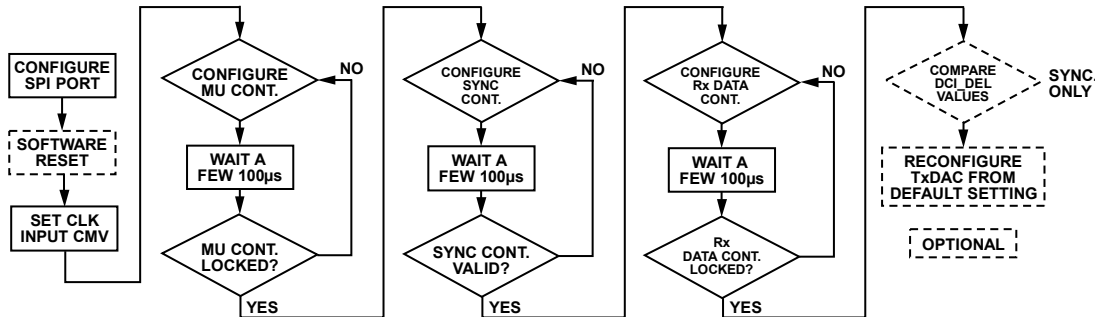 CONFIGURE
SPI PORT
SOFTWARE
RESET
SET CLK
INPUT CMV
CONFIGURE
MU CONT.
NO
WAIT A
FEW 100µs
MU CONT.
LOCKED?
YES
CONFIGURE
SYNC
CONT.
NO
WAIT A
FEW 100µs
SYNC CONT.
VALID?
YES
CONFIGURE
Rx DATA
CONT.
NO
WAIT A
FEW 100µs
Rx
DATA CONT.
LOCKED?
YES
COMPARE
DCI_DEL
VALUES
SYNC.
ONLY
RECONFIGURE
TxDAC FROM
DEFAULT SETTING
OPTIONAL